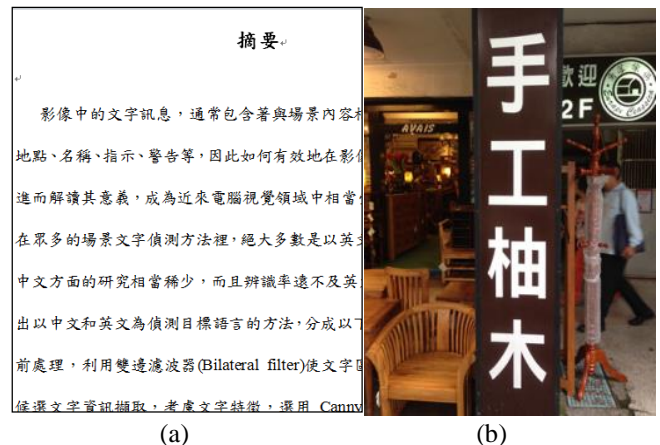 摘要
影像中的文字訊息，通常包含著與場景內容相
地點、名稱、指示、警告等，因此如何有效地在影像
進而解讀其意義，成為近來電腦視覺領域中相當
在眾多的場景文字偵測方法裡，絕大多數是以英文
中文方面的研究相當稀少，而且辨識率遠不及英
出以中文和英文為偵測目標語言的方法，分成以下
前處理，利用雙邊濾波器(Bilateral filter)使文字區
候選文字資訊擷取，考慮文字特徵，選用 Canny
(a)
手工柚木
歡迎
2F
AVAIS
(b)